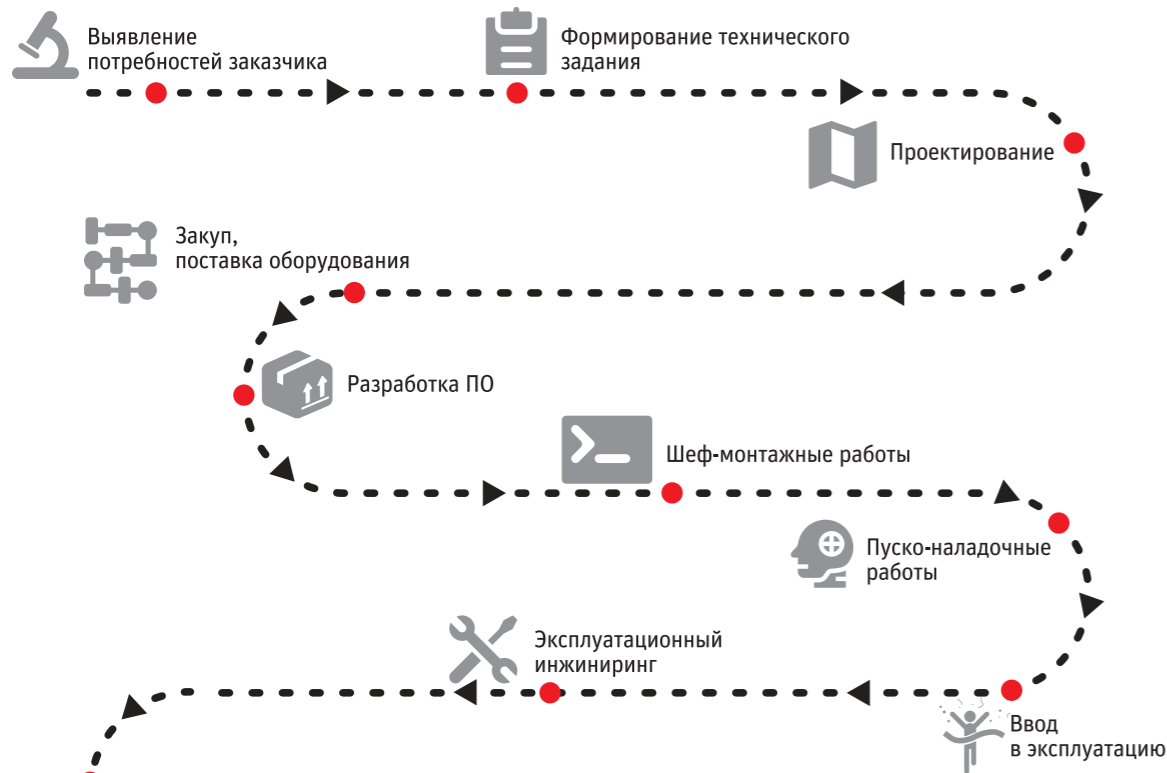 Выявление
потребностей заказчика
Формирование технического
задания
Проектирование
Закуп,
поставка оборудования
Разработка ПО
Шеф-монтажные работы
Пуско-наладочные
работы
Эксплуатационный
инжиниринг
Ввод
в эксплуатацию